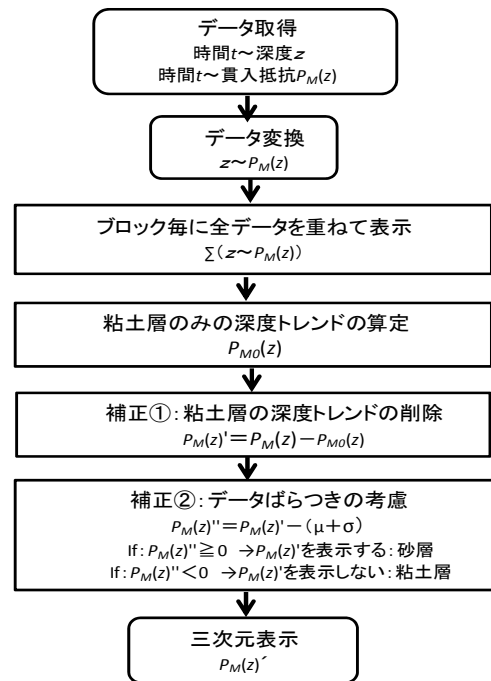 データ取得
時間t～深度z
時間t～貫入抵抗PM(z)
データ変換
z～PM(z)
ブロック毎に全データを重ねて表示
∑(z～PM(z))
粘土層のみの深度トレンドの算定
PM0(z)
補正①：粘土層の深度トレンドの削除
PM(z)'＝PM(z)－PM0(z)
補正②：データばらつきの考慮
PM(z)''＝PM(z)'－(μ＋σ)
If：PM(z)''≧0 →PM(z)'を表示する：砂層
If：PM(z)''＜0 →PM(z)'を表示しない：粘土層
三次元表示
PM(z)´